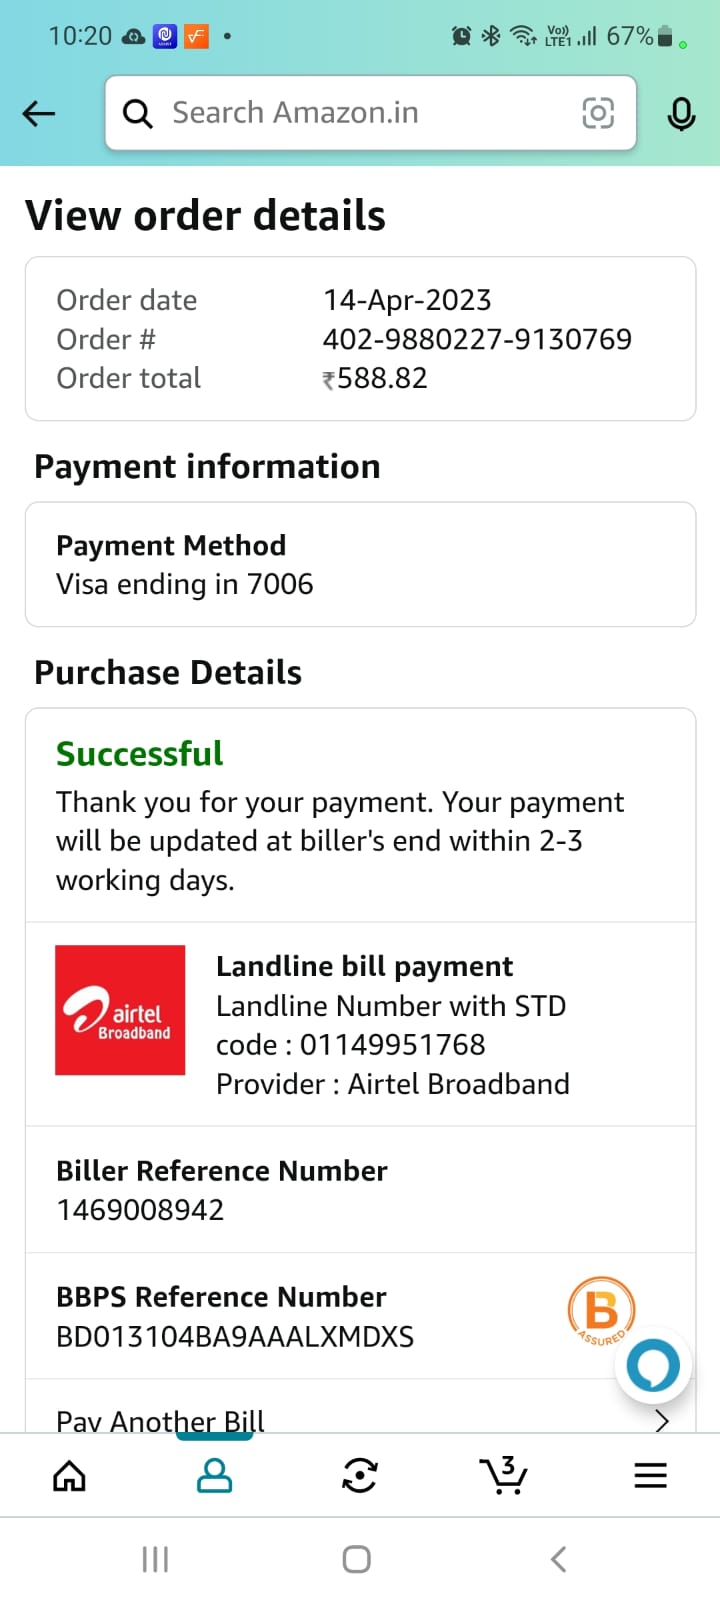 10:20
Vo))
LTE1
67%
Search Amazon.in
View order details
Order date 14-Apr-2023
Order # 402-9880227-9130769
Order total ₹588.82
Payment information
Payment Method
Visa ending in 7006
Purchase Details
Successful
Thank you for your payment. Your payment
will be updated at biller's end within 2-3
working days.
airtel
Broadband
Landline bill payment
Landline Number with STD
code : 01149951768
Provider : Airtel Broadband
Biller Reference Number
1469008942
BBPS Reference Number
BD013104BA9AAALXMDXS
B
ASSURED
Pay Another Bill
3